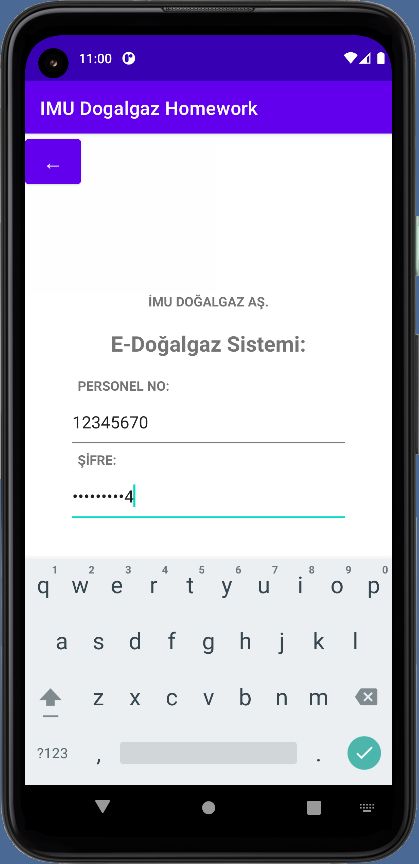 11:00
IMU Dogalgaz Homework
←
İMU DOĞALGAZ AŞ.
E-Doğalgaz Sistemi:
PERSONEL NO:
12345670
ŞİFRE:
•••••••••4
1 2 3 4 5 6 7 8 9 0
q w e r t y u i o p
a s d f g h j k l
z x c v b n m
?123 , .